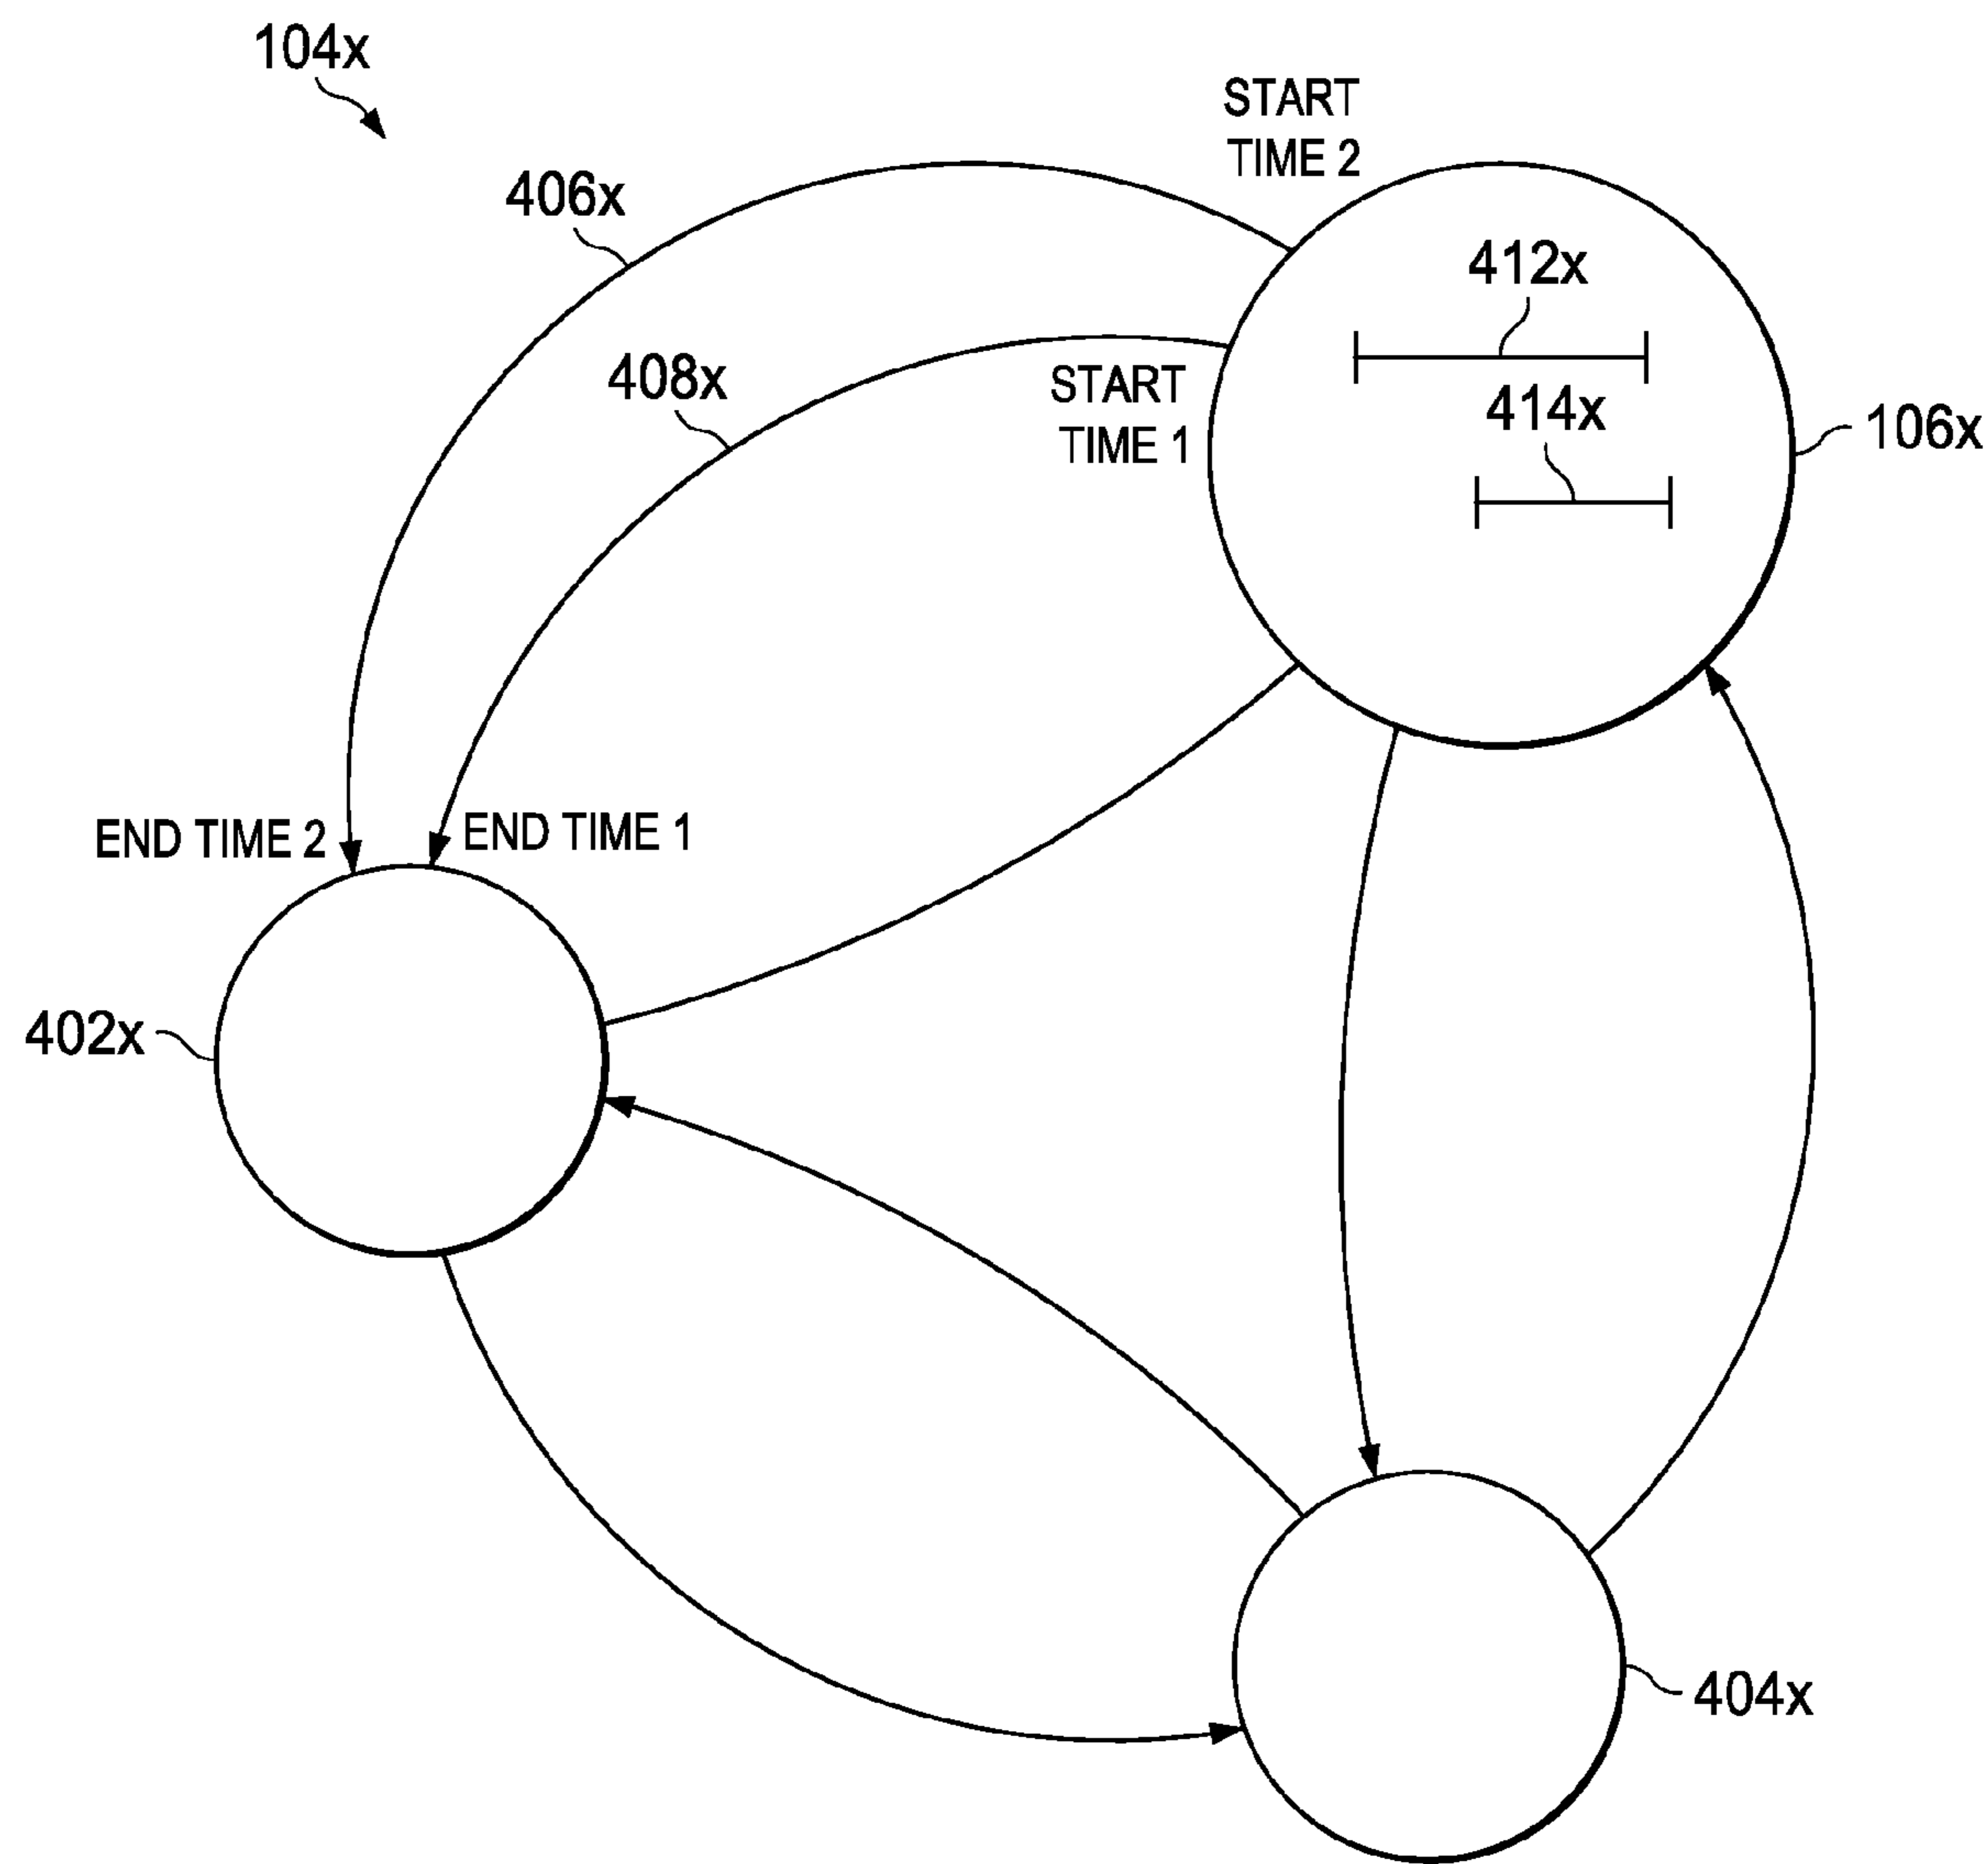 104x
START
TIME 2
406x
412x
408x
START
TIME 1
414x
106x
END TIME 2
END TIME 1
402x
404x